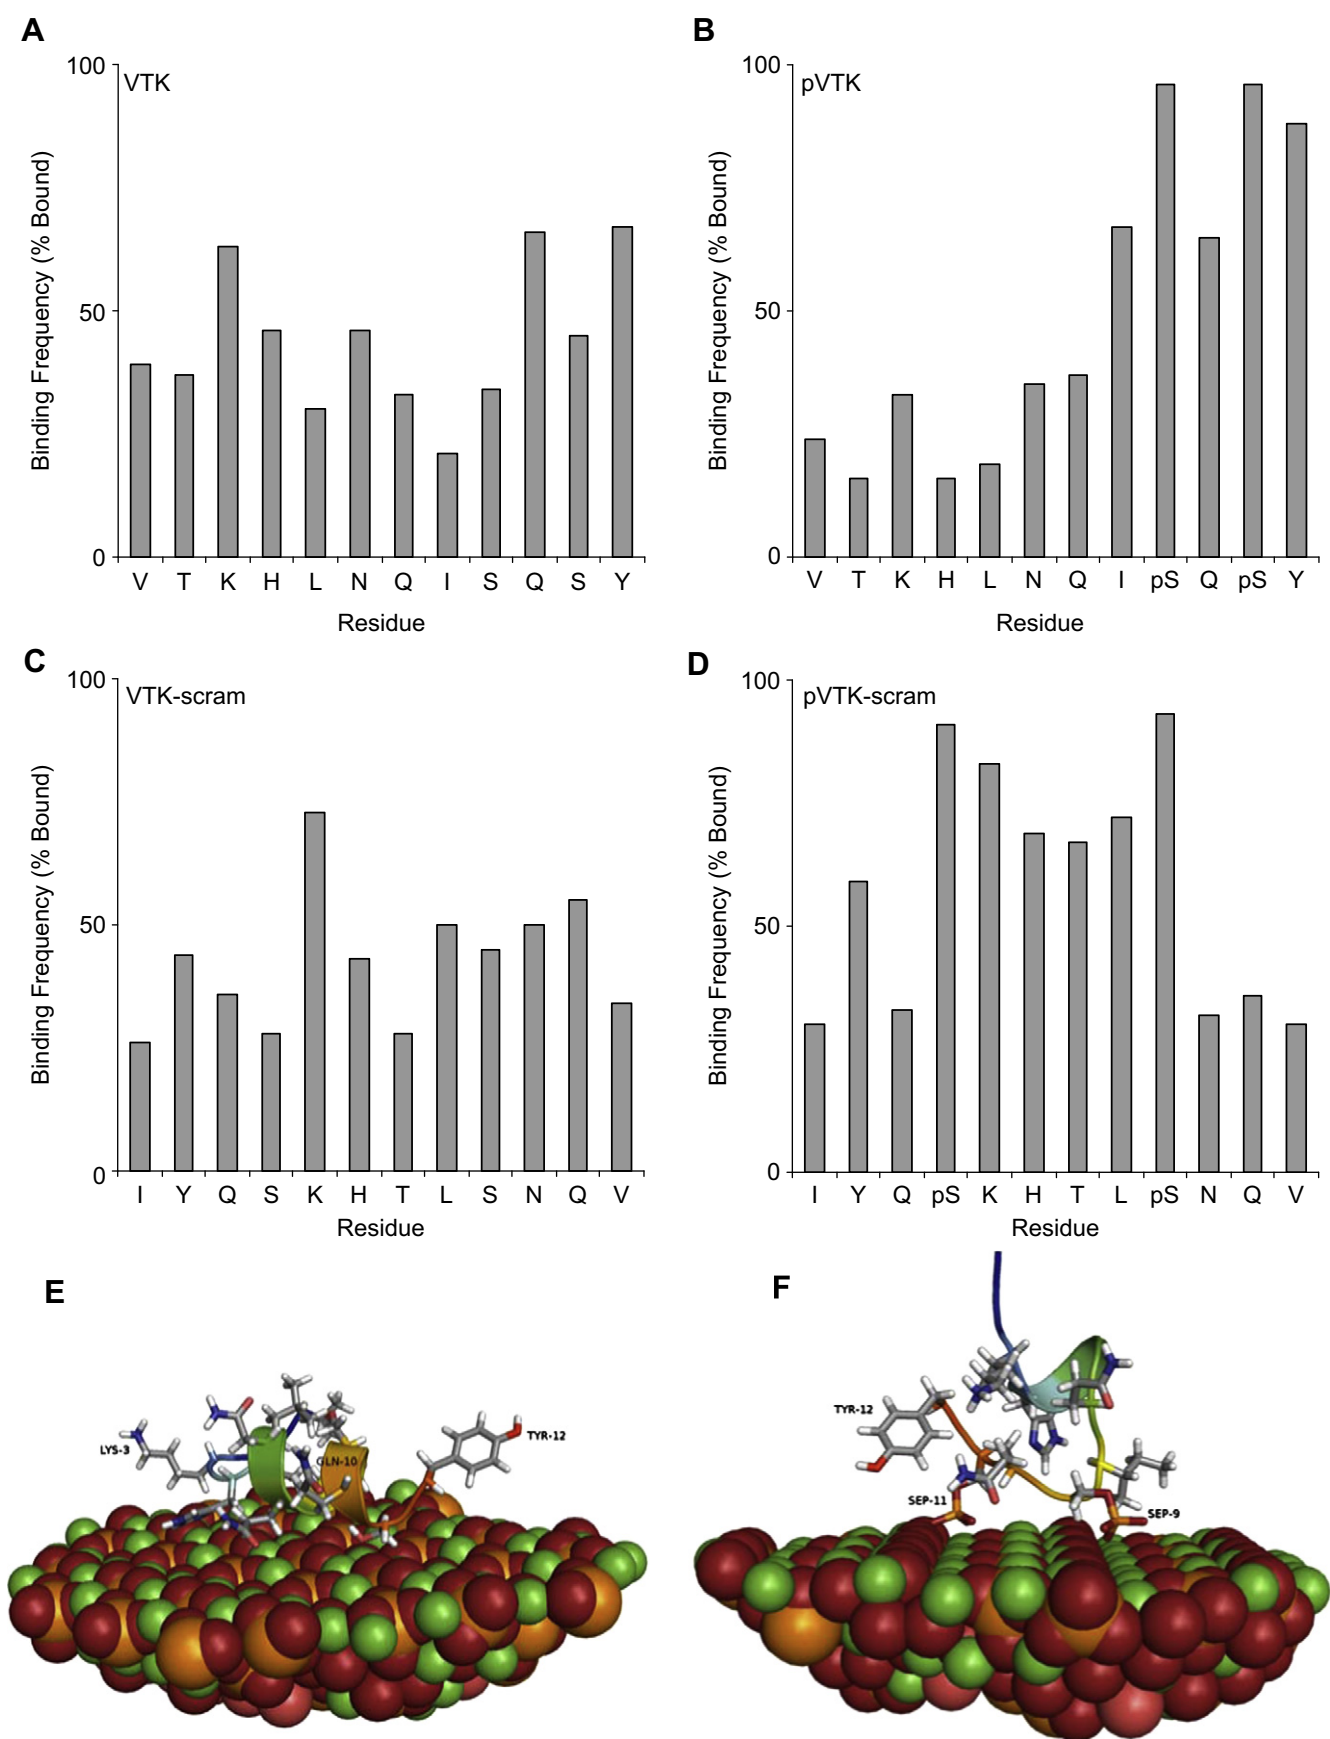 A
100
VTK
50
0
Binding Frequency (% Bound)
V T K H L N Q I S Q S Y
Residue
B
100
pVTK
50
0
Binding Frequency (% Bound)
V T K H L N Q I pS Q pS Y
Residue
C
100
VTK-scram
50
0
Binding Frequency (% Bound)
I Y Q S K H T L S N Q V
Residue
D
100
pVTK-scram
50
0
Binding Frequency (% Bound)
I Y Q pS K H T L pS N Q V
Residue
E
LYS-3
GLN-10
TYR-12
F
TYR-12
SEP-11
SEP-9